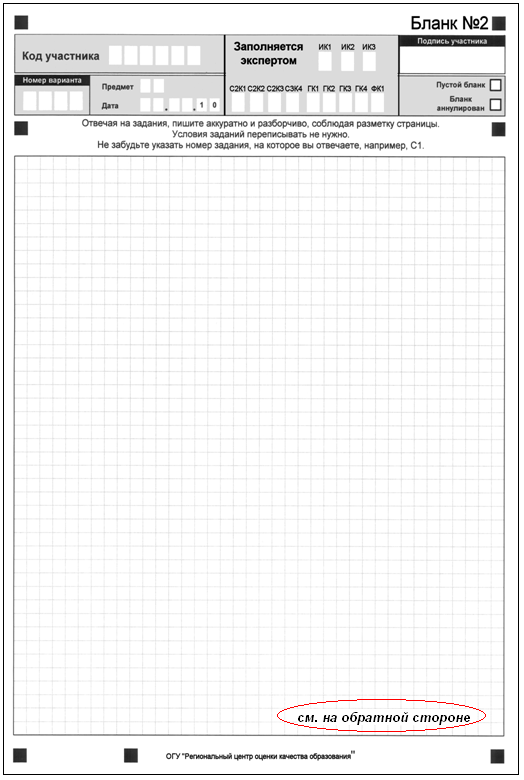 Бланк №2
Код участника
Заполняется
экспертом
ИК1 ИК2 ИК3
Подпись участника
Номер варианта
Предмет
Дата . . 1 0
С2К1 С2К2 С2К3 С3К4 ГК1 ГК2 ГК3 ГК4 ФК1
Пустой бланк
Бланк
аннулирован
Отвечая на задания, пишите аккуратно и разборчиво, соблюдая разметку страницы.
Условия заданий переписывать не нужно.
Не забудьте указать номер задания, на которое вы отвечаете, например, С1.
см. на обратной стороне
ОГУ "Региональный центр оценки качества образования"